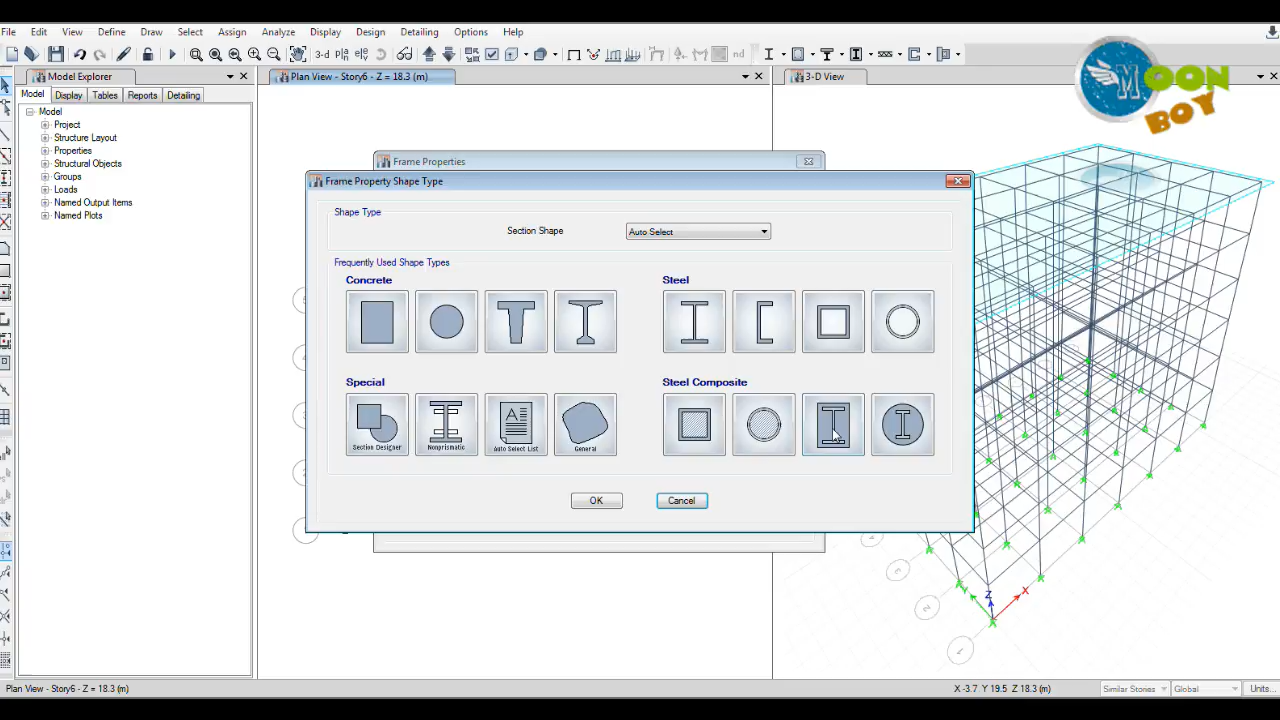 File Edit View Define Draw Select Assign Analyze Display Design Detailing Options Help
3-d
nd
Model Explorer
Plan View - Story6 - Z = 18.3 (m)
3-D View
Model Display Tables Reports Detailing
Model
Project
Structure Layout
Properties
Structural Objects
Groups
Loads
Named Output Items
Named Plots
Frame Properties
Frame Property Shape Type
Shape Type
Section Shape
Auto Select
Frequently Used Shape Types
Concrete
Steel
Special
Steel Composite
Section Designer
Nonprismatic
Auto Select List
General
OK
Cancel
MOON
BOY
Z
X
Y
Plan View - Story6 - Z = 18.3 (m)
X -3.7 Y 19.5 Z 18.3 (m)
Similar Stories
Global
Units...